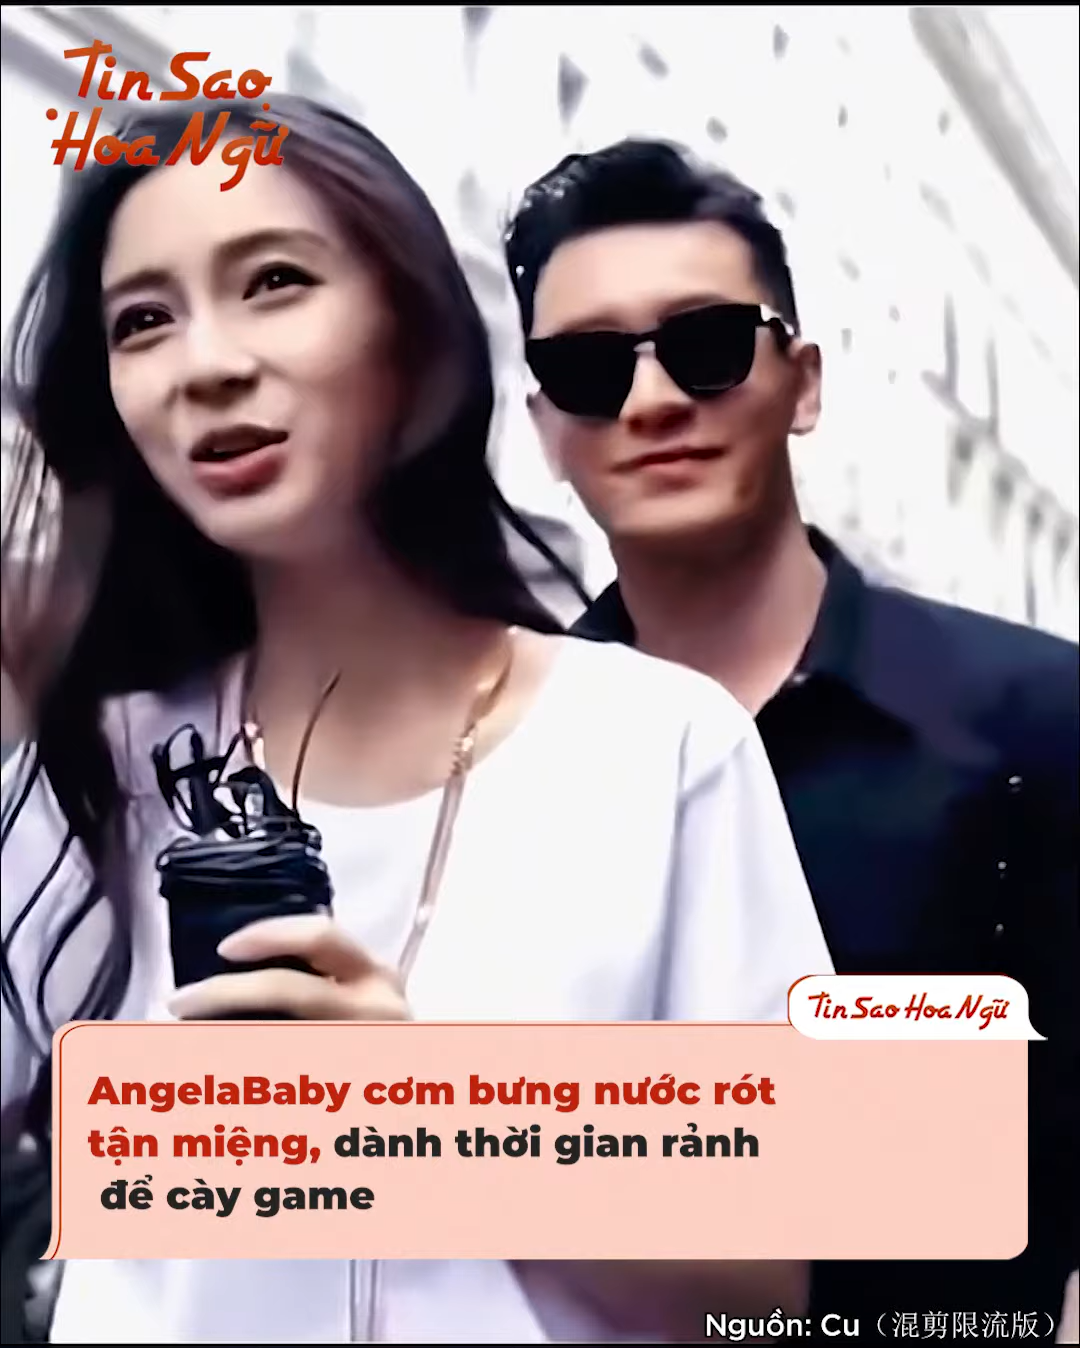 Tin Sao
Hoa Ngữ
Tin Sao Hoa Ngữ
AngelaBaby cơm bưng nước rót
tận miệng, dành thời gian rảnh
để cày game
Nguồn: Cu（混剪限流版）